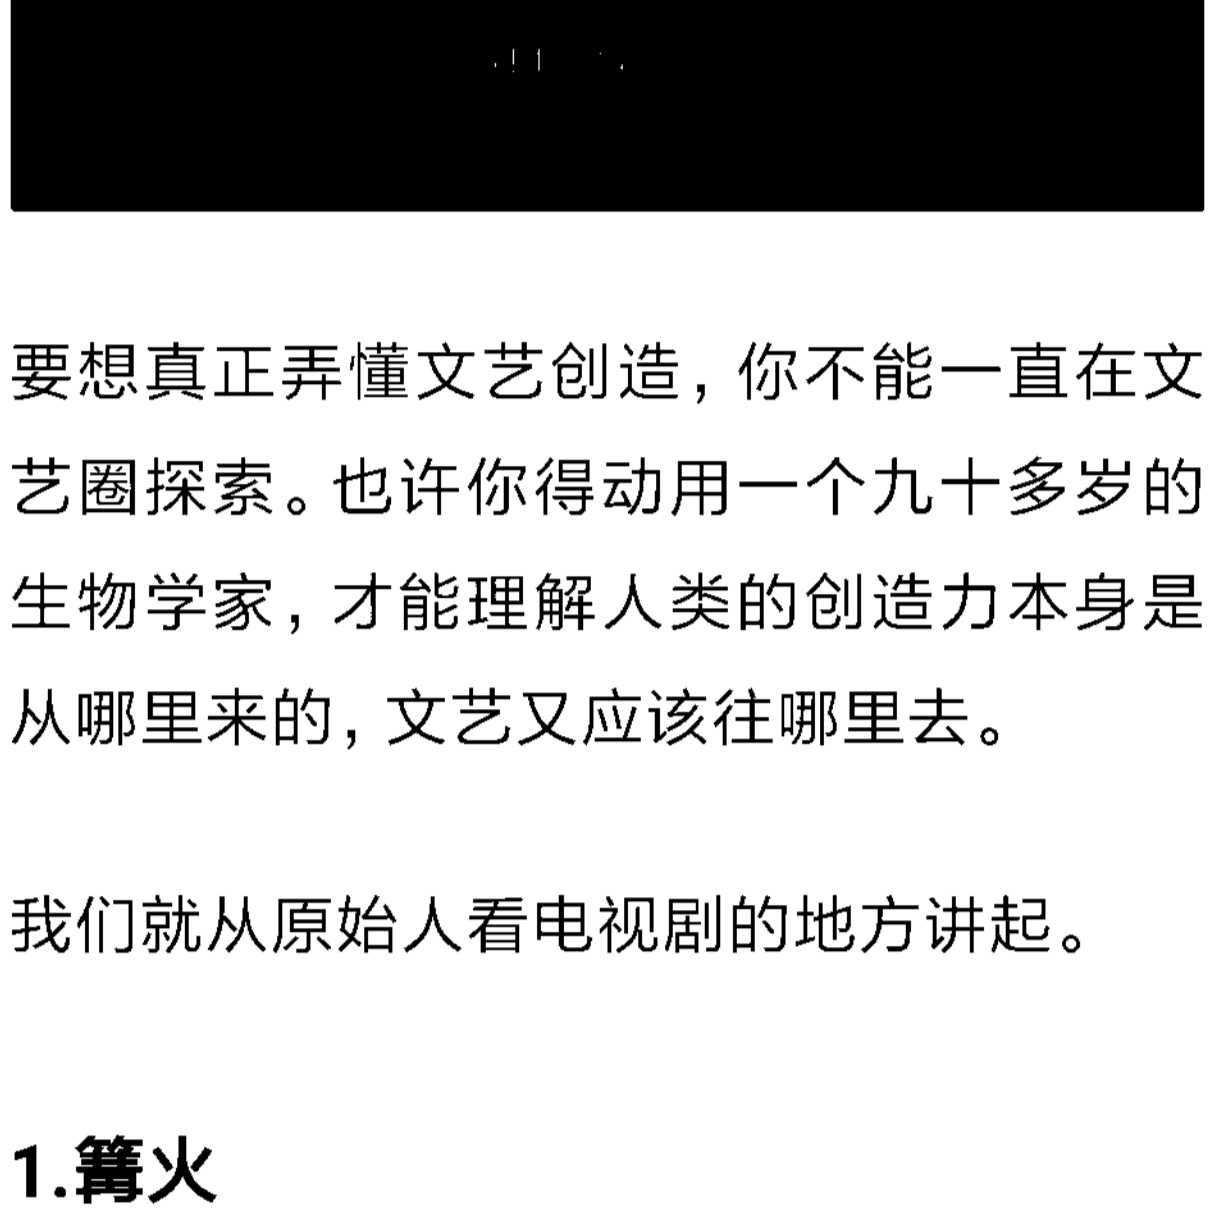 要想真正弄懂文艺创造，你不能一直在文
艺圈探索。也许你得动用一个九十多岁的
生物学家，才能理解人类的创造力本身是
从哪里来的，文艺又应该往哪里去。
我们就从原始人看电视剧的地方讲起。
1.篝火